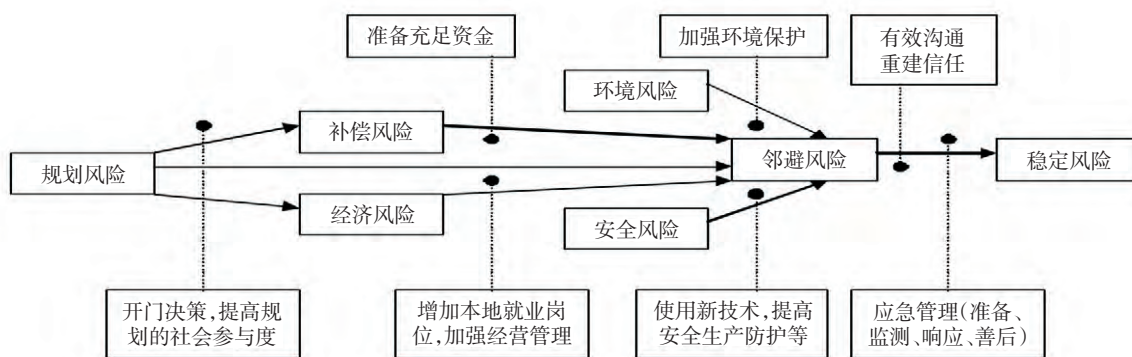 准备充足资金
加强环境保护
有效沟通
重建信任
环境风险
补偿风险
规划风险
邻避风险
稳定风险
经济风险
安全风险
开门决策,提高规
划的社会参与度
增加本地就业岗
位,加强经营管理
使用新技术,提高
安全生产防护等
应急管理(准备、
监测、响应、善后)